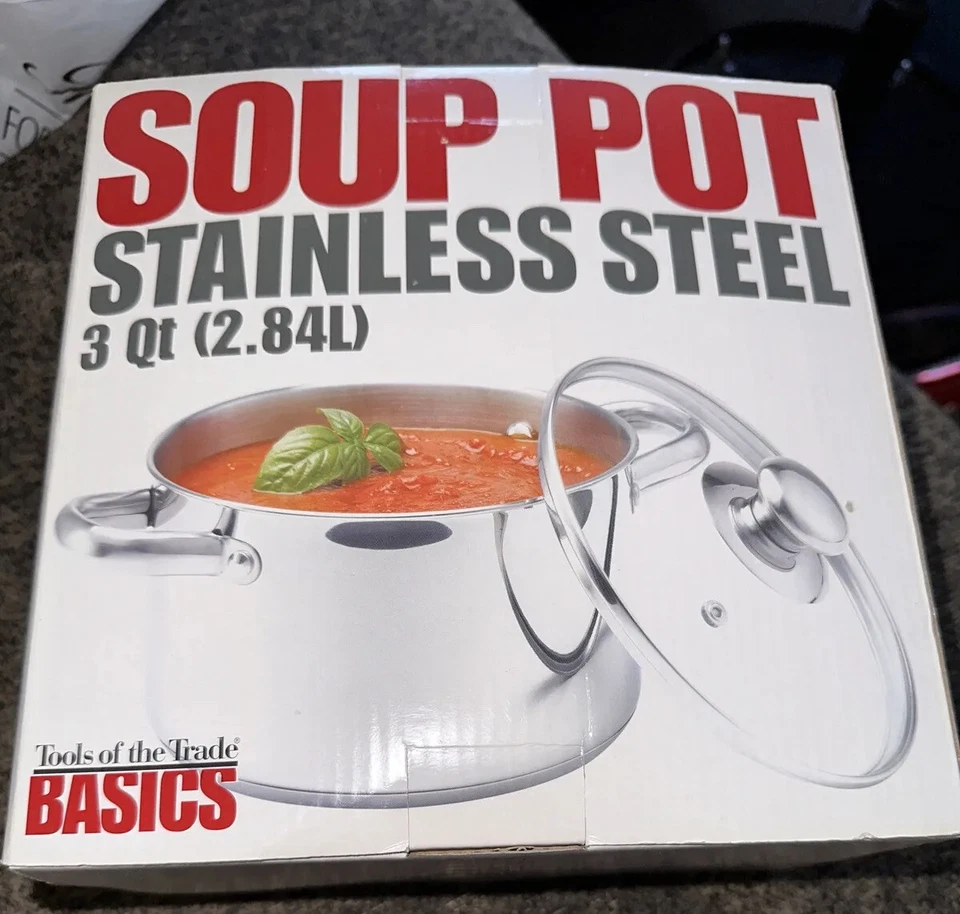 SOUP POT
STAINLESS STEEL
3 Qt (2.84L)
Tools of the Trade®
BASICS